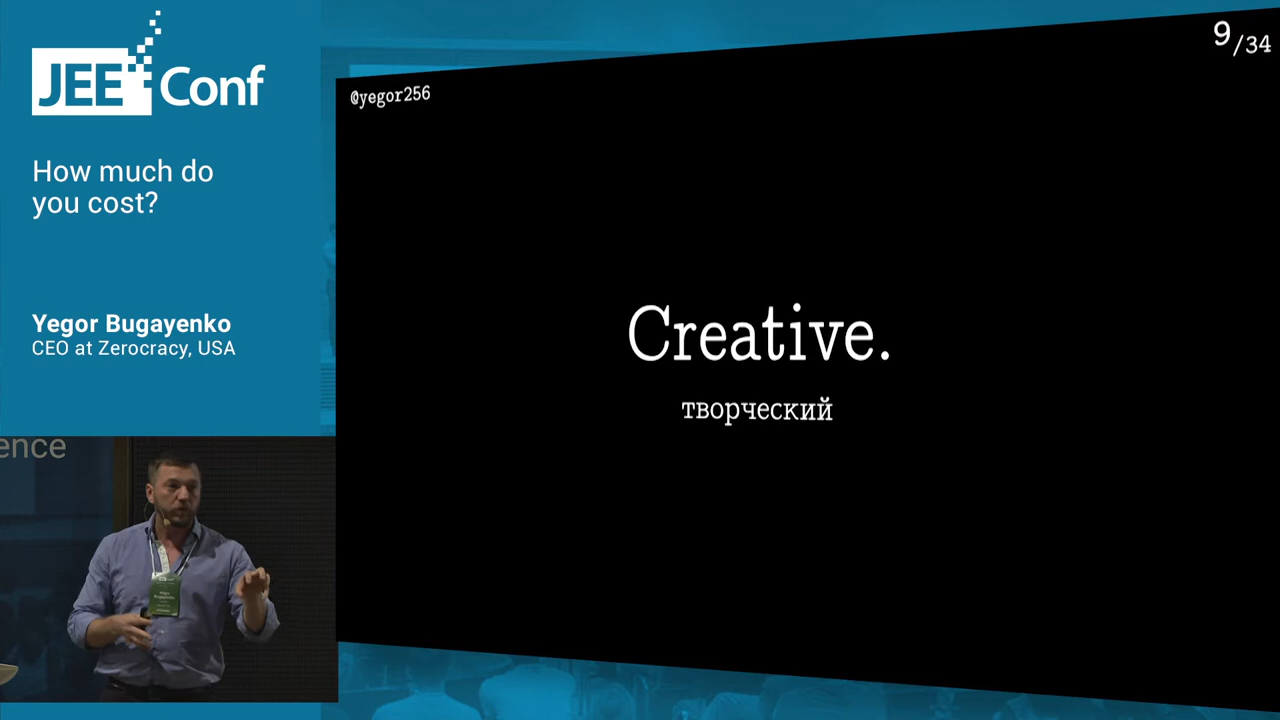 JEE Conf
How much do
you cost?
Yegor Bugayenko
CEO at Zerocracy, USA
ence
@yegor256
9/34
Creative.
творческий